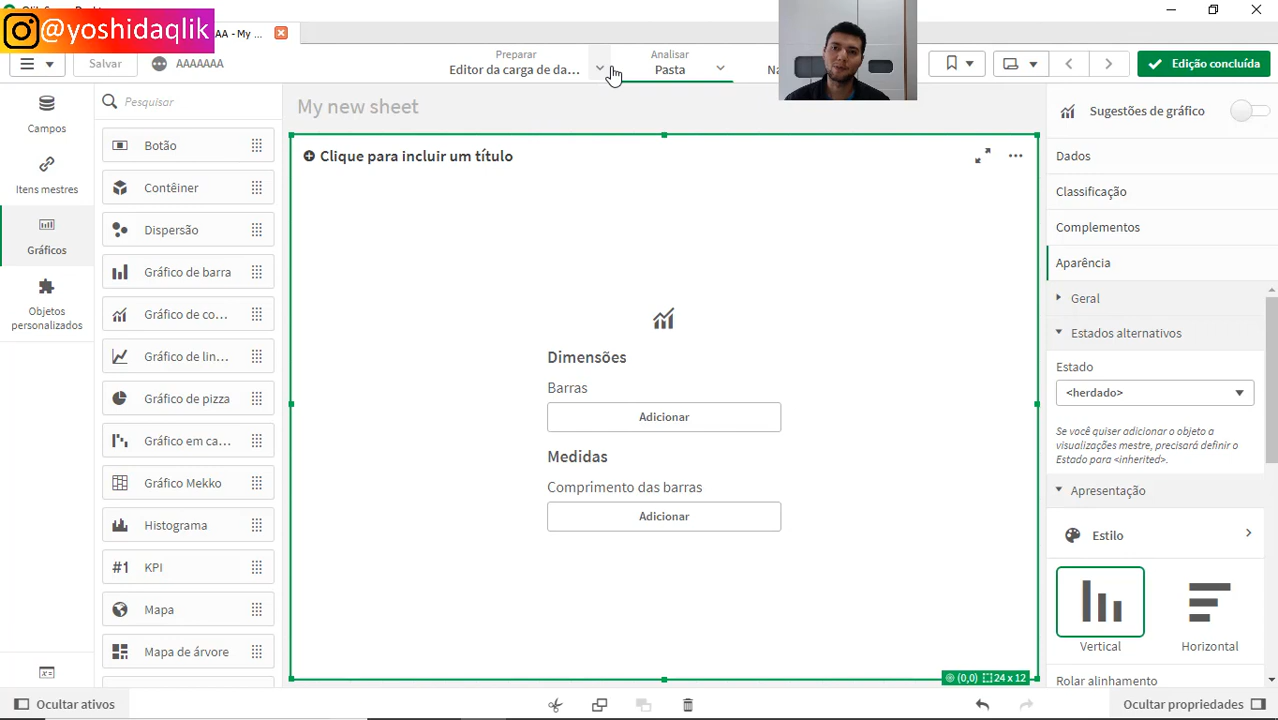 @yoshidaqlik
AA - My ...
Salvar
AAAAAAA
Preparar
Editor da carga de da...
Analisar
Pasta
Na
Edição concluída
Campos
Itens mestres
Gráficos
Objetos
personalizados
Pesquisar
Botão
Contêiner
Dispersão
Gráfico de barra
Gráfico de co...
Gráfico de lin...
Gráfico de pizza
Gráfico em ca...
Gráfico Mekko
Histograma
#1 KPI
Mapa
Mapa de árvore
My new sheet
Clique para incluir um título
Dimensões
Barras
Adicionar
Medidas
Comprimento das barras
Adicionar
(0,0) 24 x 12
Sugestões de gráfico
Dados
Classificação
Complementos
Aparência
Geral
Estados alternativos
Estado
<herdado>
Se você quiser adicionar o objeto a
visualizações mestre, precisará definir o
Estado para <inherited>.
Apresentação
Estilo
Vertical
Horizontal
Rolar alinhamento
Ocultar ativos
Ocultar propriedades